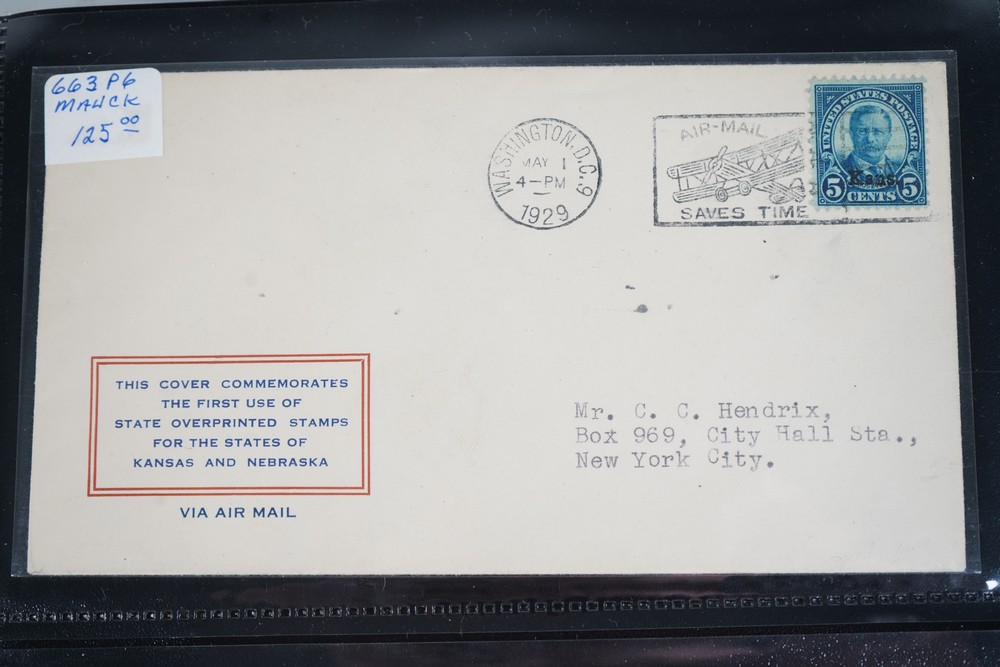 663 P6
MAUCK
125 00
WASHINGTON, D.C. 9
MAY 1
4-PM
1929
AIR-MAIL
SAVES TIME
UNITED STATES POSTAGE
Kans.
5 CENTS 5
THIS COVER COMMEMORATES
THE FIRST USE OF
STATE OVERPRINTED STAMPS
FOR THE STATES OF
KANSAS AND NEBRASKA
VIA AIR MAIL
Mr. C. C. Hendrix,
Box 969, City Hall Sta.,
New York City.